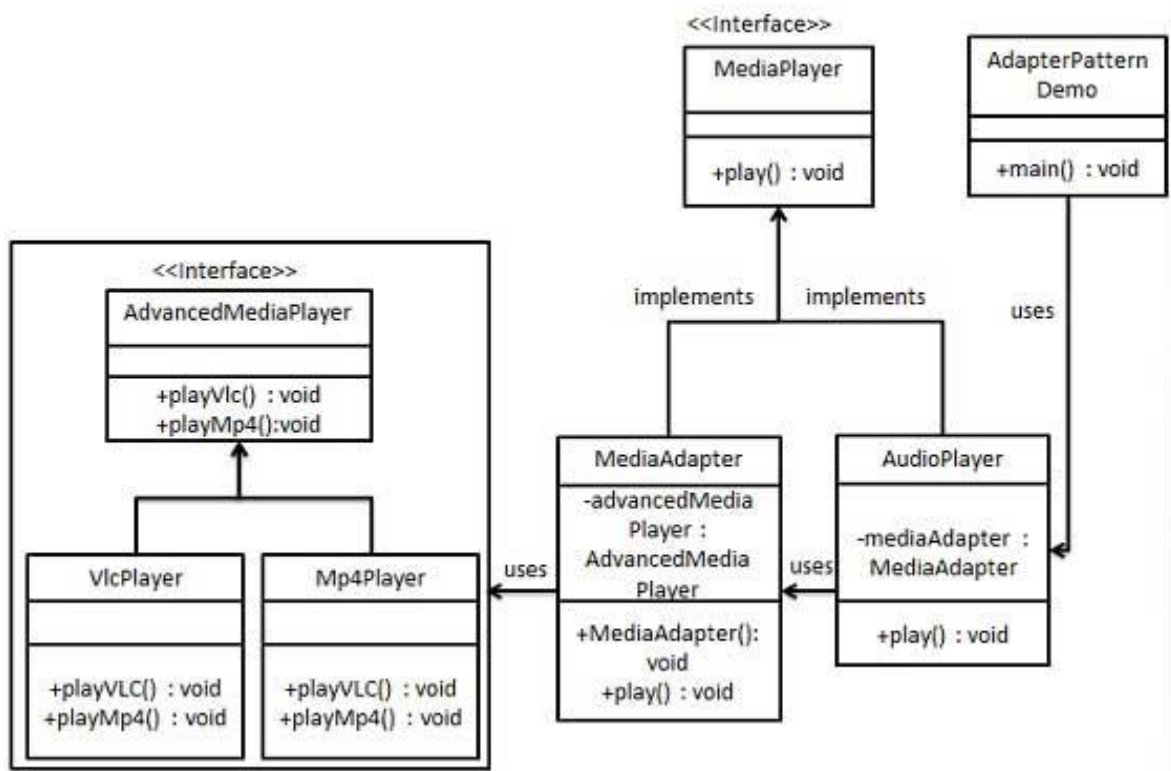 <<Interface>>
MediaPlayer
+play() : void
AdapterPattern
Demo
+main() : void
implements
implements
uses
<<Interface>>
AdvancedMediaPlayer
+playVlc() : void
+playMp4():void
VlcPlayer
+playVLC() : void
+playMp4() : void
Mp4Player
+playVLC() : void
+playMp4() : void
uses
MediaAdapter
-advancedMedia
Player :
AdvancedMedia
Player
+MediaAdapter():
void
+play() : void
uses
AudioPlayer
-mediaAdapter :
MediaAdapter
+play() : void